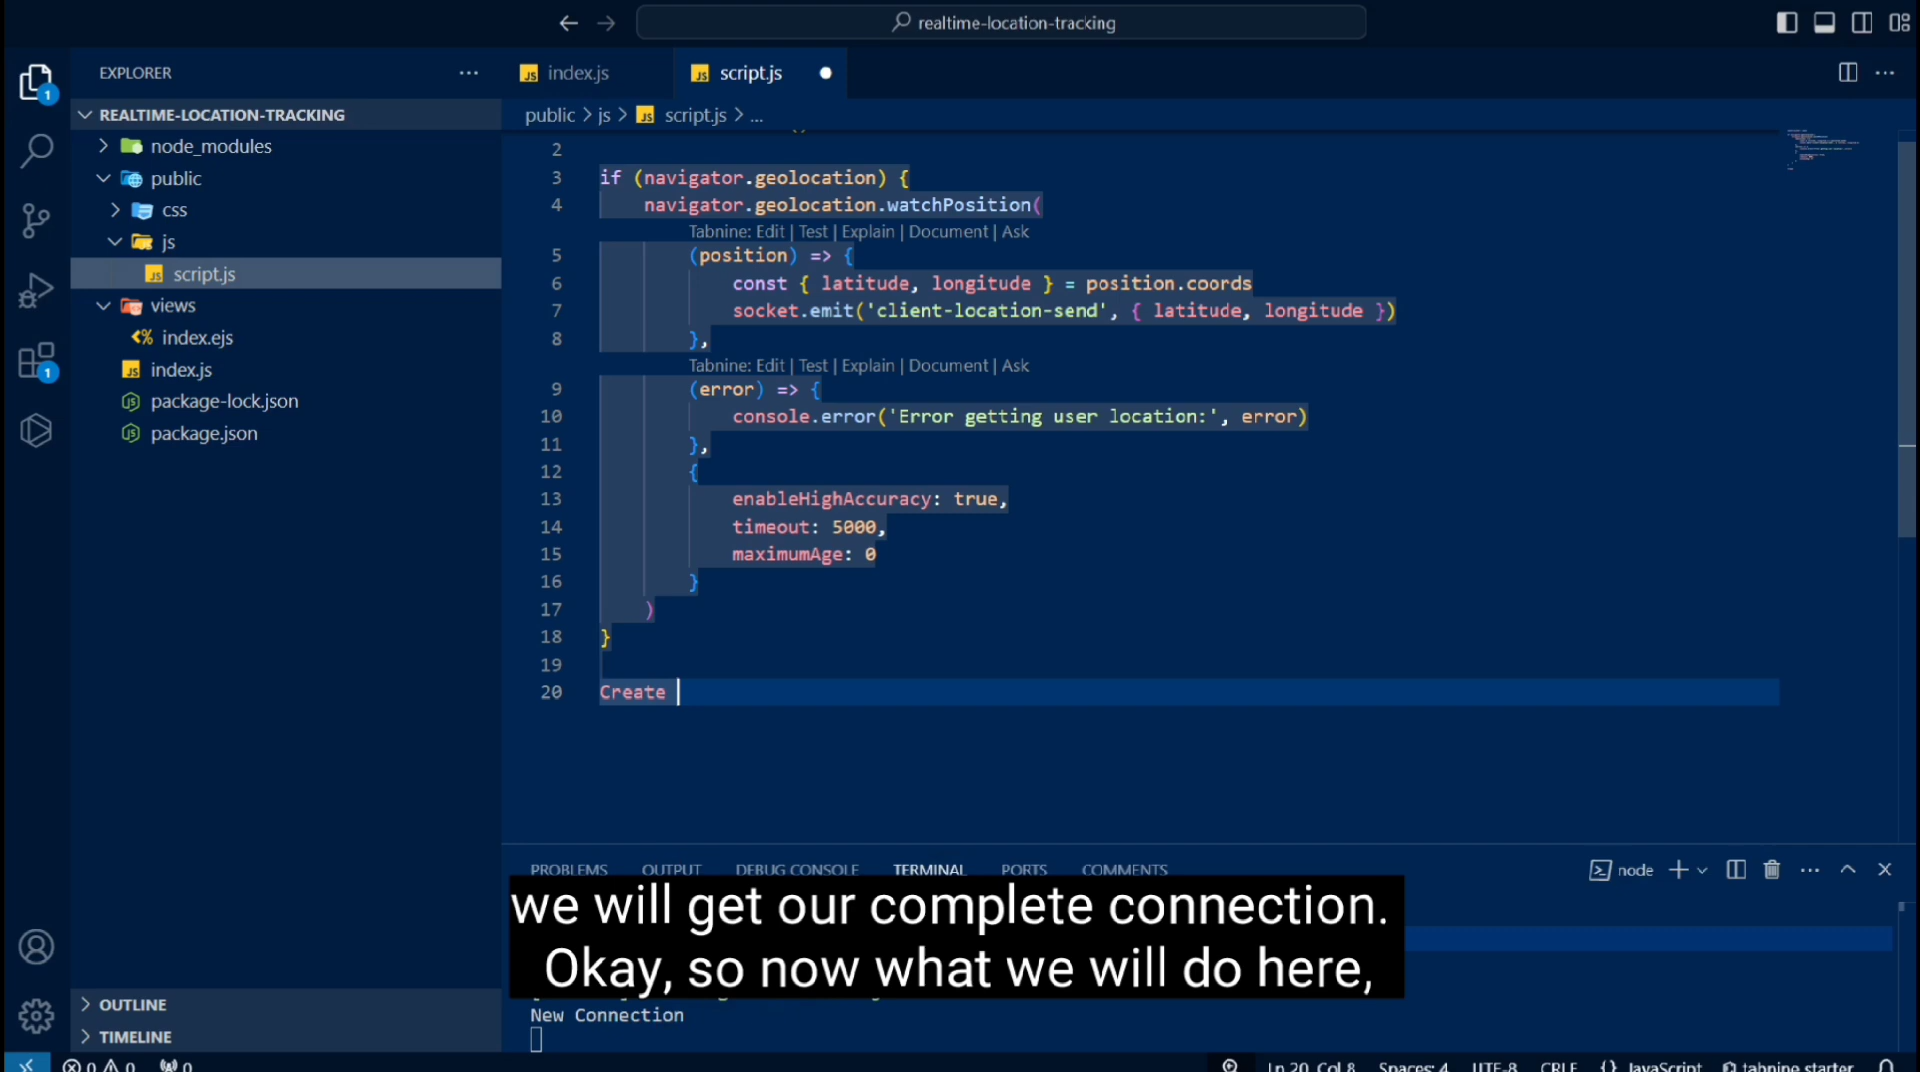 realtime-location-tracking
EXPLORER
index.js
script.js
REALTIME-LOCATION-TRACKING
public > js > script.js > ...
node_modules
public
css
js
script.js
views
index.ejs
index.js
package-lock.json
package.json
2
3 if (navigator.geolocation) {
4 navigator.geolocation.watchPosition(
Tabnine: Edit | Test | Explain | Document | Ask
5 (position) => {
6 const { latitude, longitude } = position.coords
7 socket.emit('client-location-send', { latitude, longitude })
8 },
Tabnine: Edit | Test | Explain | Document | Ask
9 (error) => {
10 console.error('Error getting user location:', error)
11 },
12 {
13 enableHighAccuracy: true,
14 timeout: 5000,
15 maximumAge: 0
16 }
17 )
18 }
19
20 Create
PROBLEMS OUTPUT DEBUG CONSOLE TERMINAL PORTS COMMENTS
node
we will get our complete connection.
Okay, so now what we will do here,
New Connection
OUTLINE
TIMELINE
1
1
0 0 0
Ln 20, Col 8 Spaces: 4 UTF-8 CRLF {} JavaScript tabnine starter